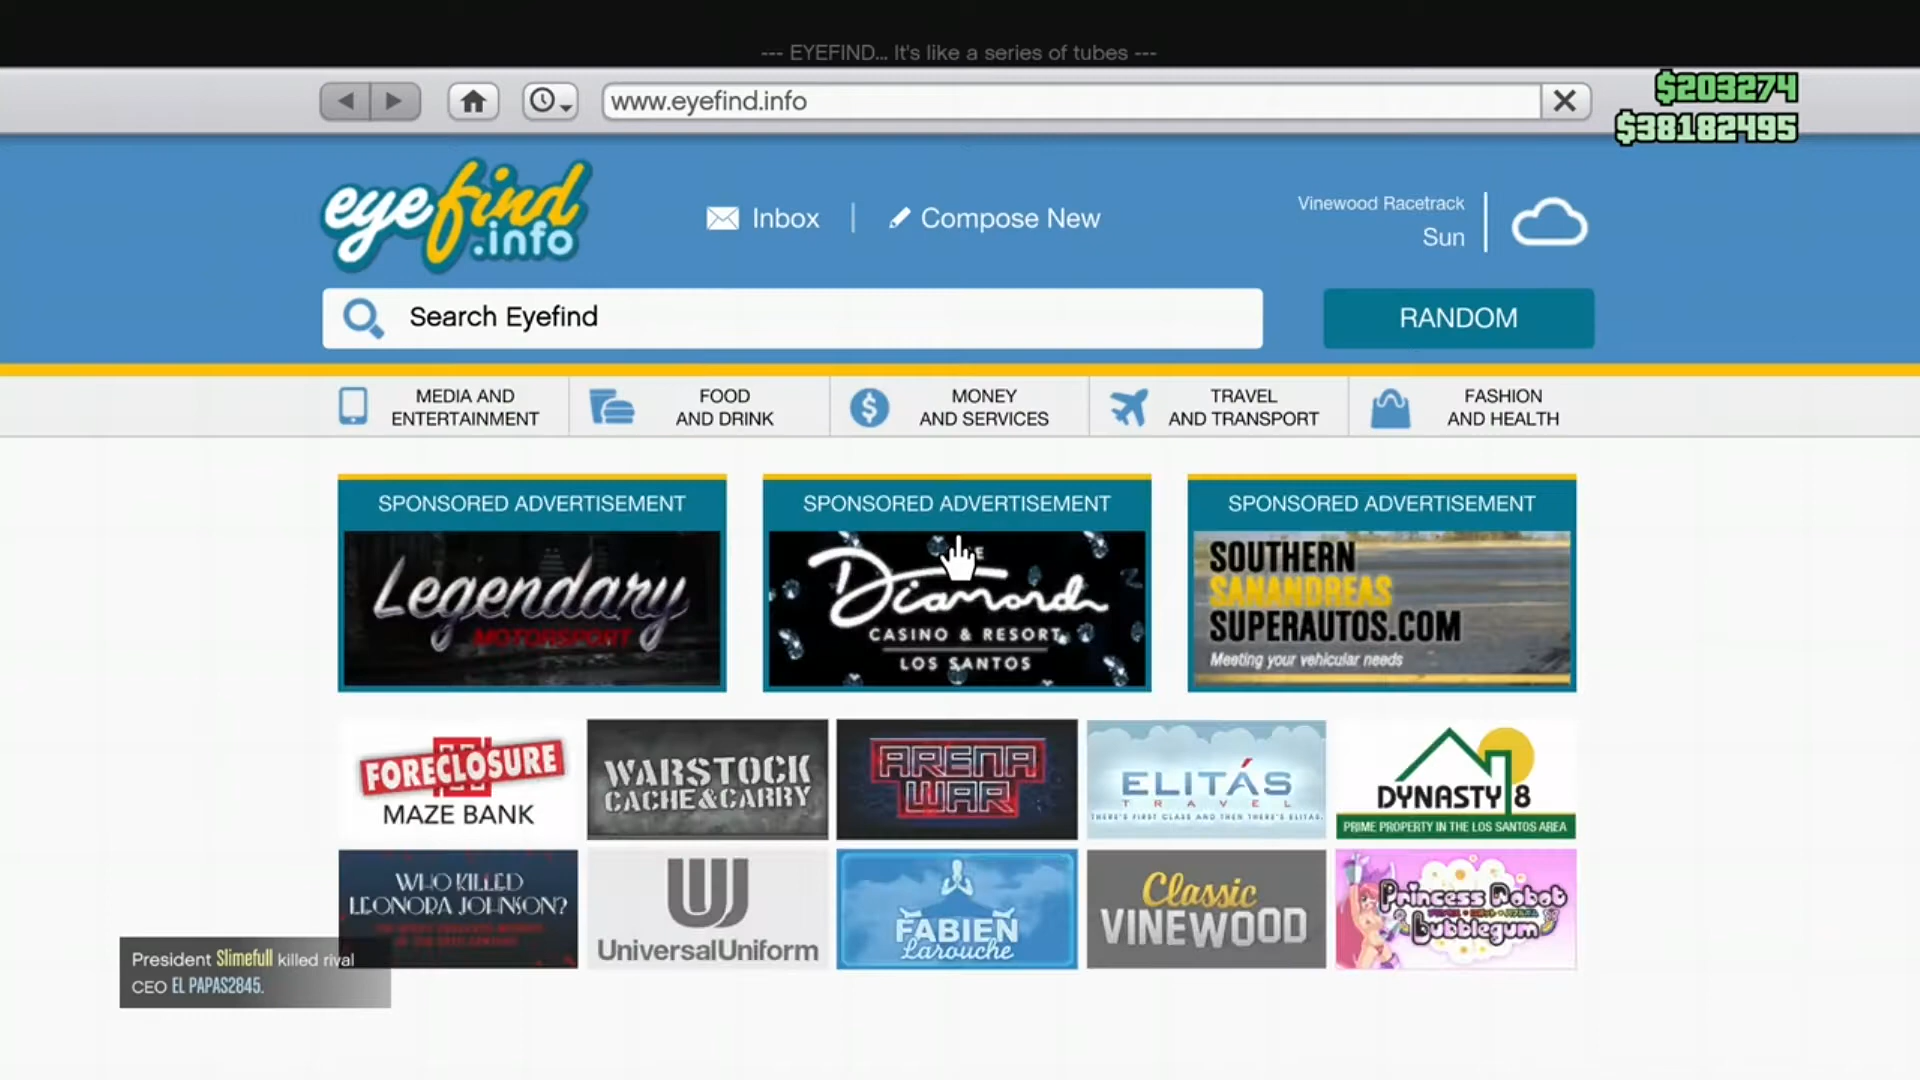 --- EYEFIND... It's like a series of tubes ---
www.eyefind.info
$203274
$38182495
eyefind
.info
Inbox
Compose New
Vinewood Racetrack
Sun
Search Eyefind
RANDOM
MEDIA AND
ENTERTAINMENT
FOOD
AND DRINK
MONEY
AND SERVICES
TRAVEL
AND TRANSPORT
FASHION
AND HEALTH
SPONSORED ADVERTISEMENT
Legendary
MOTORSPORT
SPONSORED ADVERTISEMENT
Diamond
CASINO & RESORT
LOS SANTOS
SPONSORED ADVERTISEMENT
SOUTHERN
SANANDREAS
SUPERAUTOS.COM
Meeting your vehicular needs
FORECLOSURE
MAZE BANK
WARSTOCK
CACHE&CARRY
ARENA
WAR
ELITÁS
TRAVEL
THERE'S FIRST CLASS AND THEN THERE'S ELITAS.
DYNASTY 8
PRIME PROPERTY IN THE LOS SANTOS AREA
WHO KILLED
LEONORA JOHNSON?
UniversalUniform
FABIEN
Larouche
Classic
VINEWOOD
Princess Robot
Bubblegum
President Slimefull killed rival
CEO EL PAPAS2845.